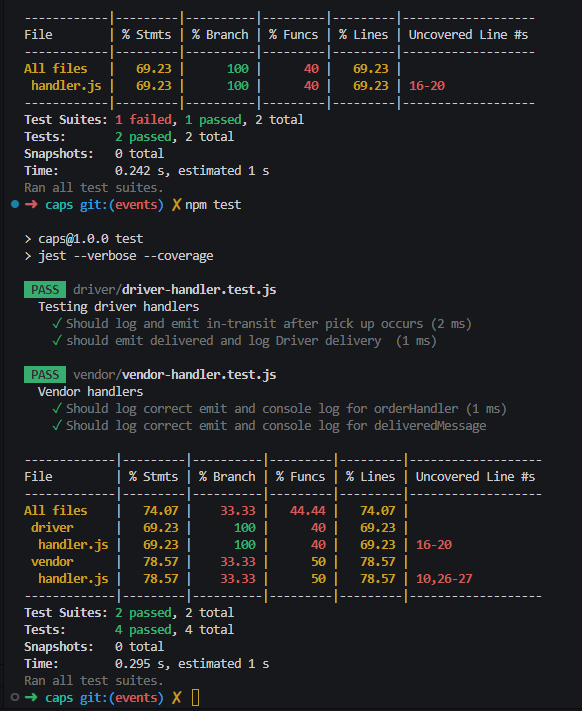 -------------|---------|----------|---------|---------|-------------------
File         | % Stmts | % Branch | % Funcs | % Lines | Uncovered Line #s
-------------|---------|----------|---------|---------|-------------------
All files    |   69.23 |      100 |      40 |   69.23 |
 handler.js  |   69.23 |      100 |      40 |   69.23 | 16-20
-------------|---------|----------|---------|---------|-------------------
Test Suites: 1 failed, 1 passed, 2 total
Tests:       2 passed, 2 total
Snapshots:   0 total
Time:        0.242 s, estimated 1 s
Ran all test suites.
➜ caps git:(events) ✗ npm test
> caps@1.0.0 test
> jest --verbose --coverage
PASS driver/driver-handler.test.js
Testing driver handlers
✓ Should log and emit in-transit after pick up occurs (2 ms)
✓ should emit delivered and log Driver delivery (1 ms)
PASS vendor/vendor-handler.test.js
Vendor handlers
✓ Should log correct emit and console log for orderHandler (1 ms)
✓ Should log correct emit and console log for deliveredMessage
-------------|---------|----------|---------|---------|-------------------
File         | % Stmts | % Branch | % Funcs | % Lines | Uncovered Line #s
-------------|---------|----------|---------|---------|-------------------
All files    |   74.07 |    33.33 |   44.44 |   74.07 |
 driver      |   69.23 |      100 |      40 |   69.23 |
  handler.js |   69.23 |      100 |      40 |   69.23 | 16-20
 vendor      |   78.57 |    33.33 |      50 |   78.57 |
  handler.js |   78.57 |    33.33 |      50 |   78.57 | 10,26-27
-------------|---------|----------|---------|---------|-------------------
Test Suites: 2 passed, 2 total
Tests:       4 passed, 4 total
Snapshots:   0 total
Time:        0.295 s, estimated 1 s
Ran all test suites.
➜ caps git:(events) ✗